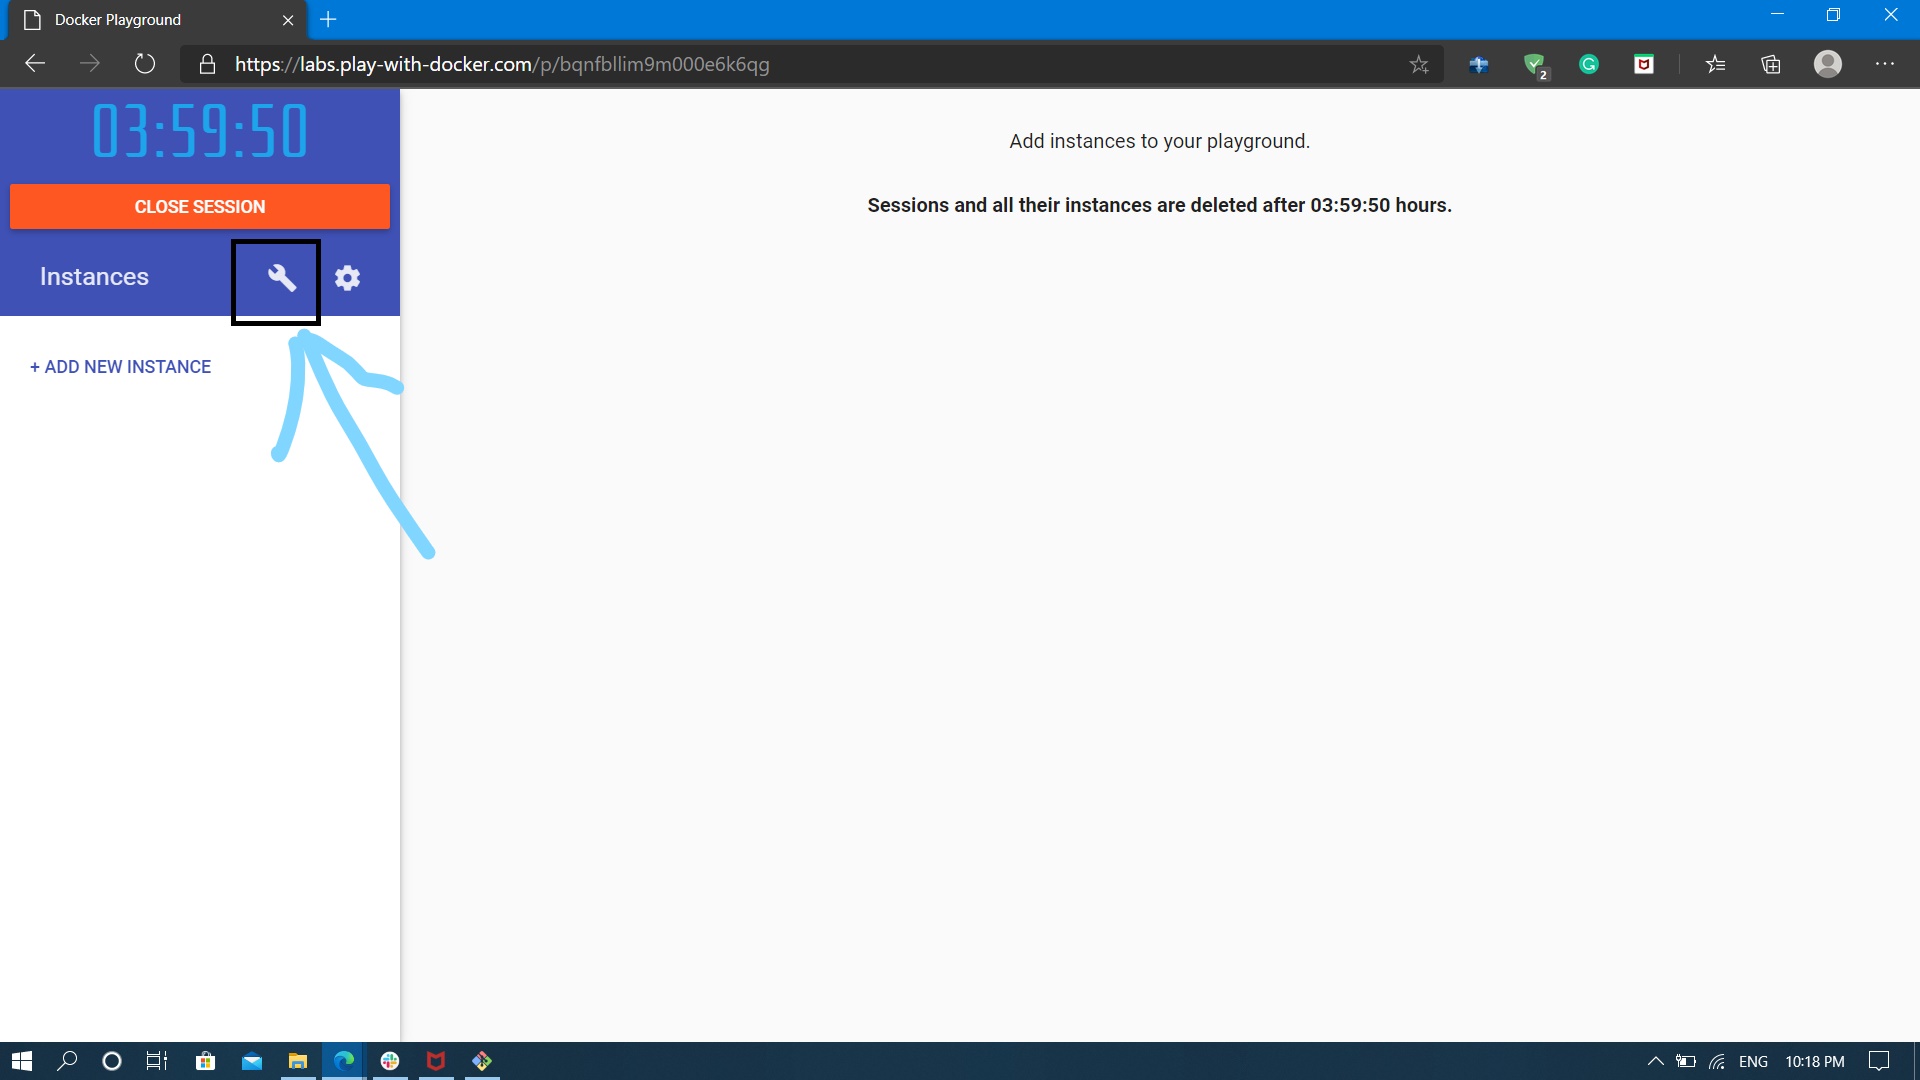 Docker Playground
https://labs.play-with-docker.com/p/bqnfbllim9m000e6k6qg
2
03:59:50
CLOSE SESSION
Instances
+ ADD NEW INSTANCE
Add instances to your playground.
Sessions and all their instances are deleted after 03:59:50 hours.
ENG
10:18 PM